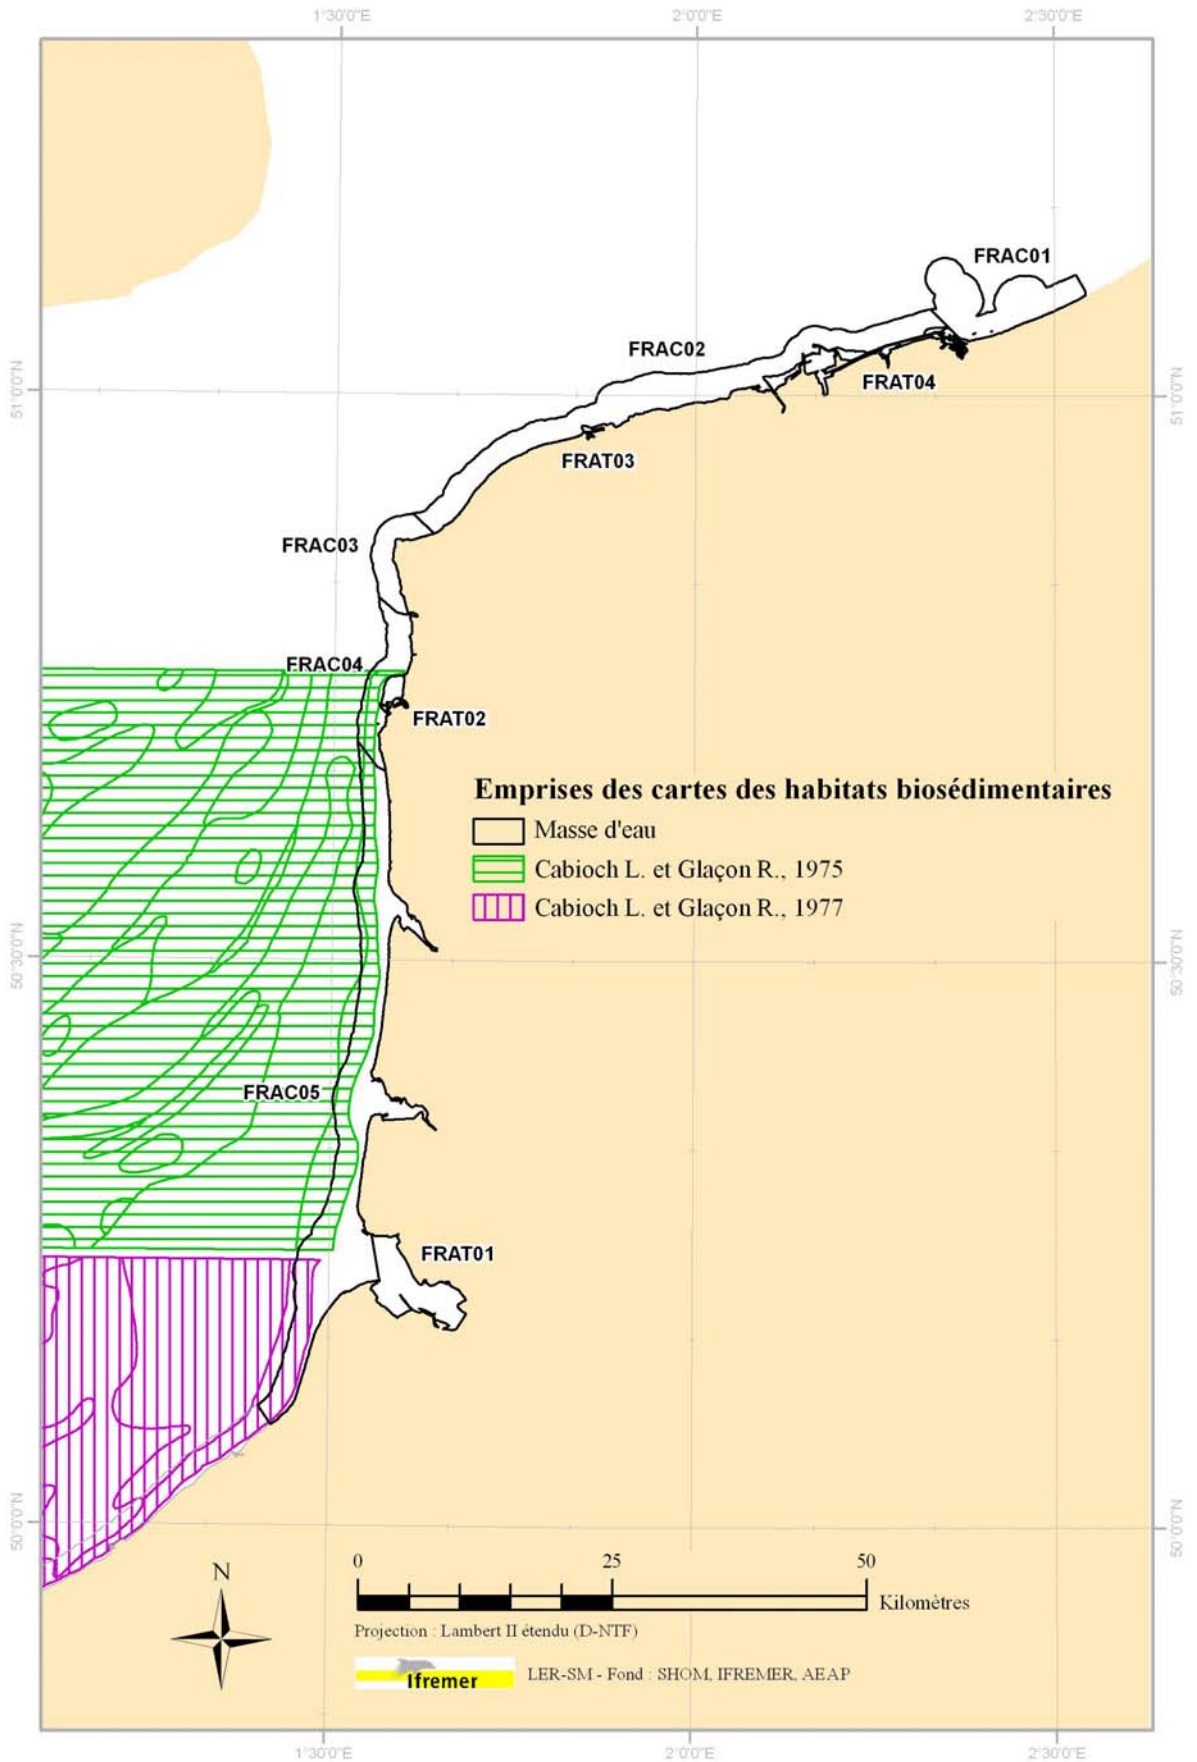 1°30'0"E
2°0'0"E
2°30'0"E
FRAC01
FRAC02
51°0'0"N
51°0'0"N
FRAT04
FRAT03
FRAC03
FRAC04
FRAT02
Emprises des cartes des habitats biosédimentaires
Masse d'eau
Cabioch L. et Glaçon R., 1975
Cabioch L. et Glaçon R., 1977
50°30'0"N
50°30'0"N
FRAC05
FRAT01
50°0'0"N
50°0'0"N
N
0 25 50
Kilomètres
Projection : Lambert II étendu (D-NTF)
Ifremer
LER-SM - Fond : SHOM, IFREMER, AEAP
1°30'0"E
2°0'0"E
2°30'0"E